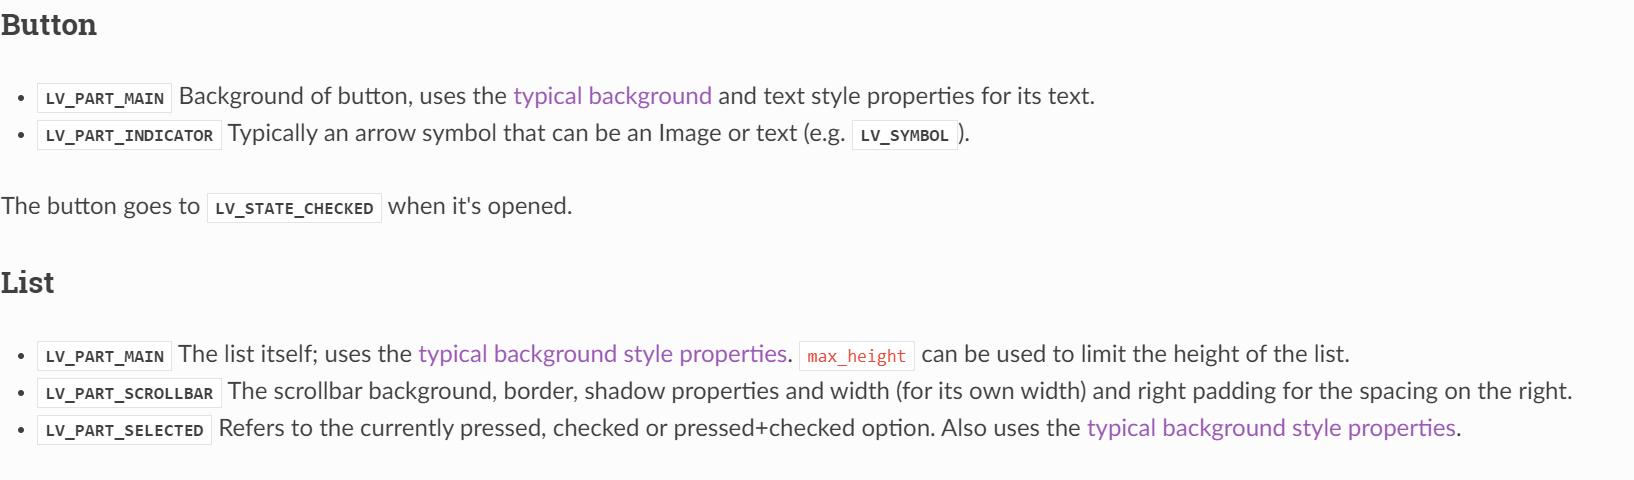 Button
• LV_PART_MAIN Background of button, uses the typical background and text style properties for its text.
• LV_PART_INDICATOR Typically an arrow symbol that can be an Image or text (e.g. LV_SYMBOL).
The button goes to LV_STATE_CHECKED when it's opened.
List
• LV_PART_MAIN The list itself; uses the typical background style properties. max_height can be used to limit the height of the list.
• LV_PART_SCROLLBAR The scrollbar background, border, shadow properties and width (for its own width) and right padding for the spacing on the right.
• LV_PART_SELECTED Refers to the currently pressed, checked or pressed+checked option. Also uses the typical background style properties.